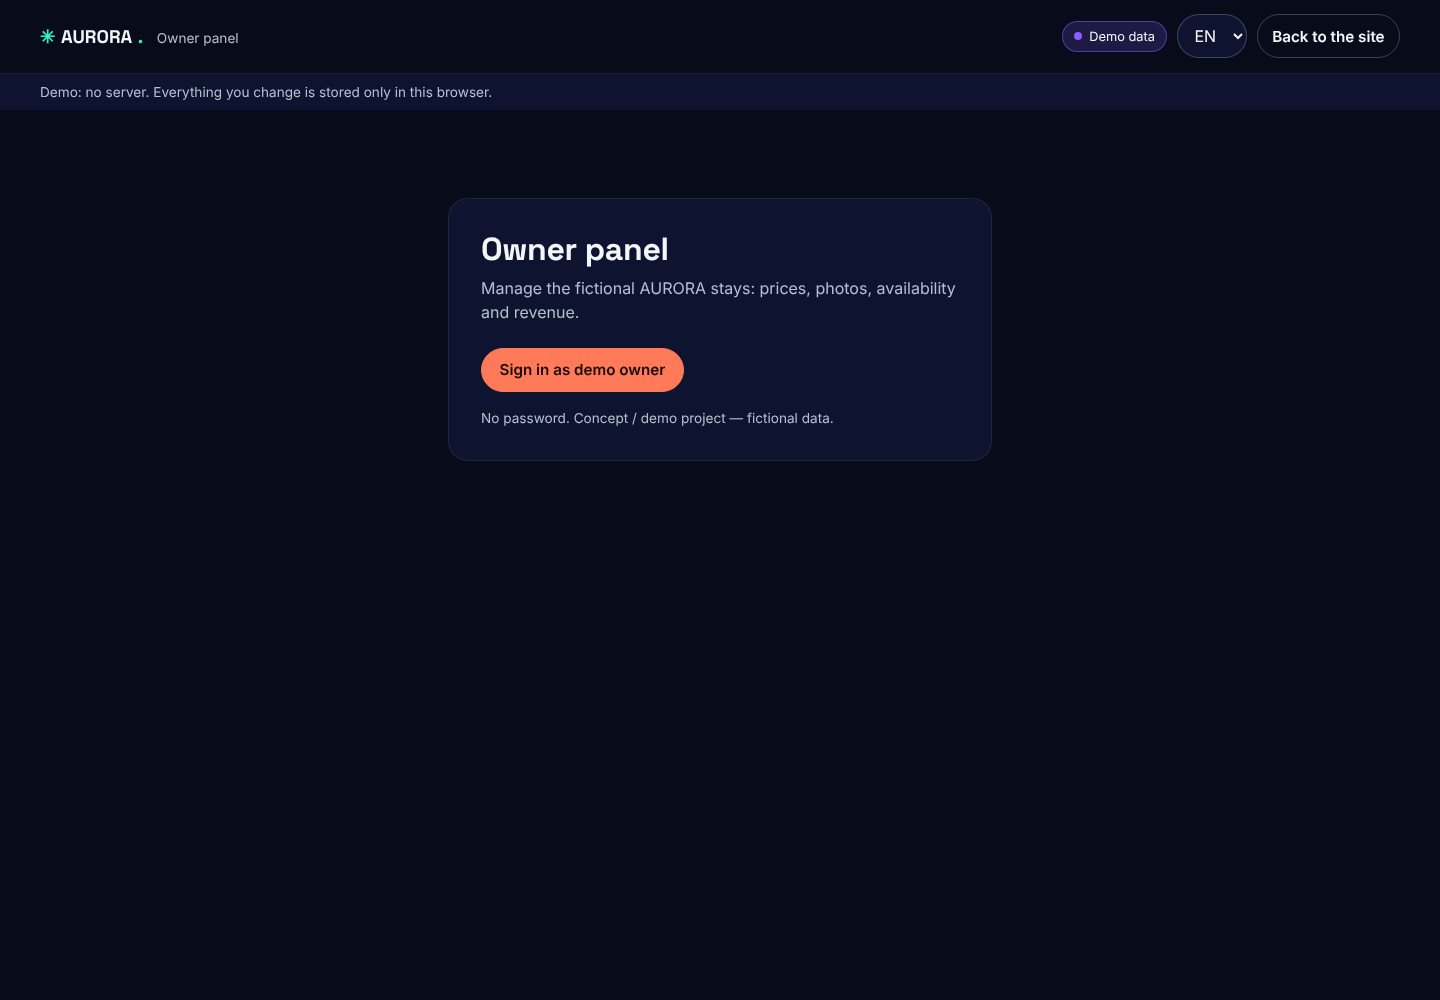 AURORA . Owner panel
Demo data
EN
Back to the site
Demo: no server. Everything you change is stored only in this browser.
Owner panel
Manage the fictional AURORA stays: prices, photos, availability
and revenue.
Sign in as demo owner
No password. Concept / demo project — fictional data.